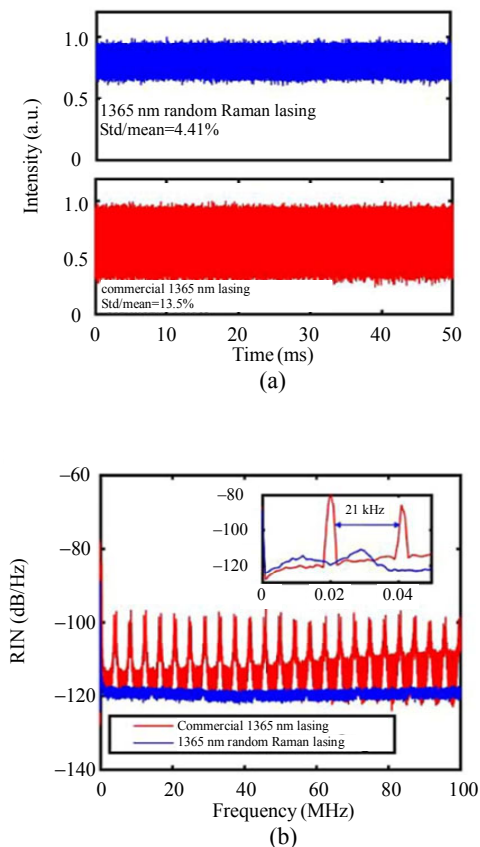 1.0
0.5
0
1365 nm random Raman lasing
Std/mean=4.41%
Intensity (a.u.)
1.0
0.5
0
commercial 1365 nm lasing
Std/mean=13.5%
0 10 20 30 40 50
Time (ms)
(a)
−60
−80
−100
−120
−140
RIN (dB/Hz)
−80
−100
−120
21 kHz
0 0.02 0.04
Commercial 1365 nm lasing
1365 nm random Raman lasing
0 20 40 60 80 100
Frequency (MHz)
(b)